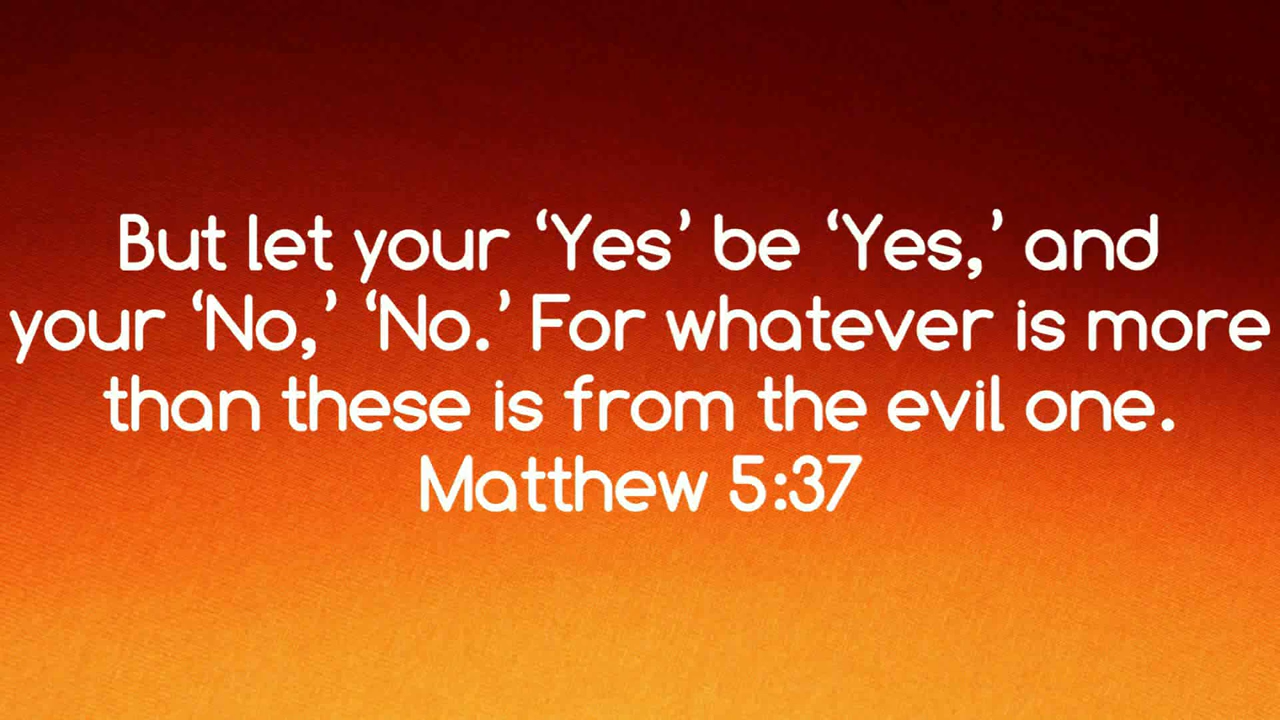 But let your ‘Yes’ be ‘Yes,’ and
your ‘No,’ ‘No.’ For whatever is more
than these is from the evil one.
Matthew 5:37